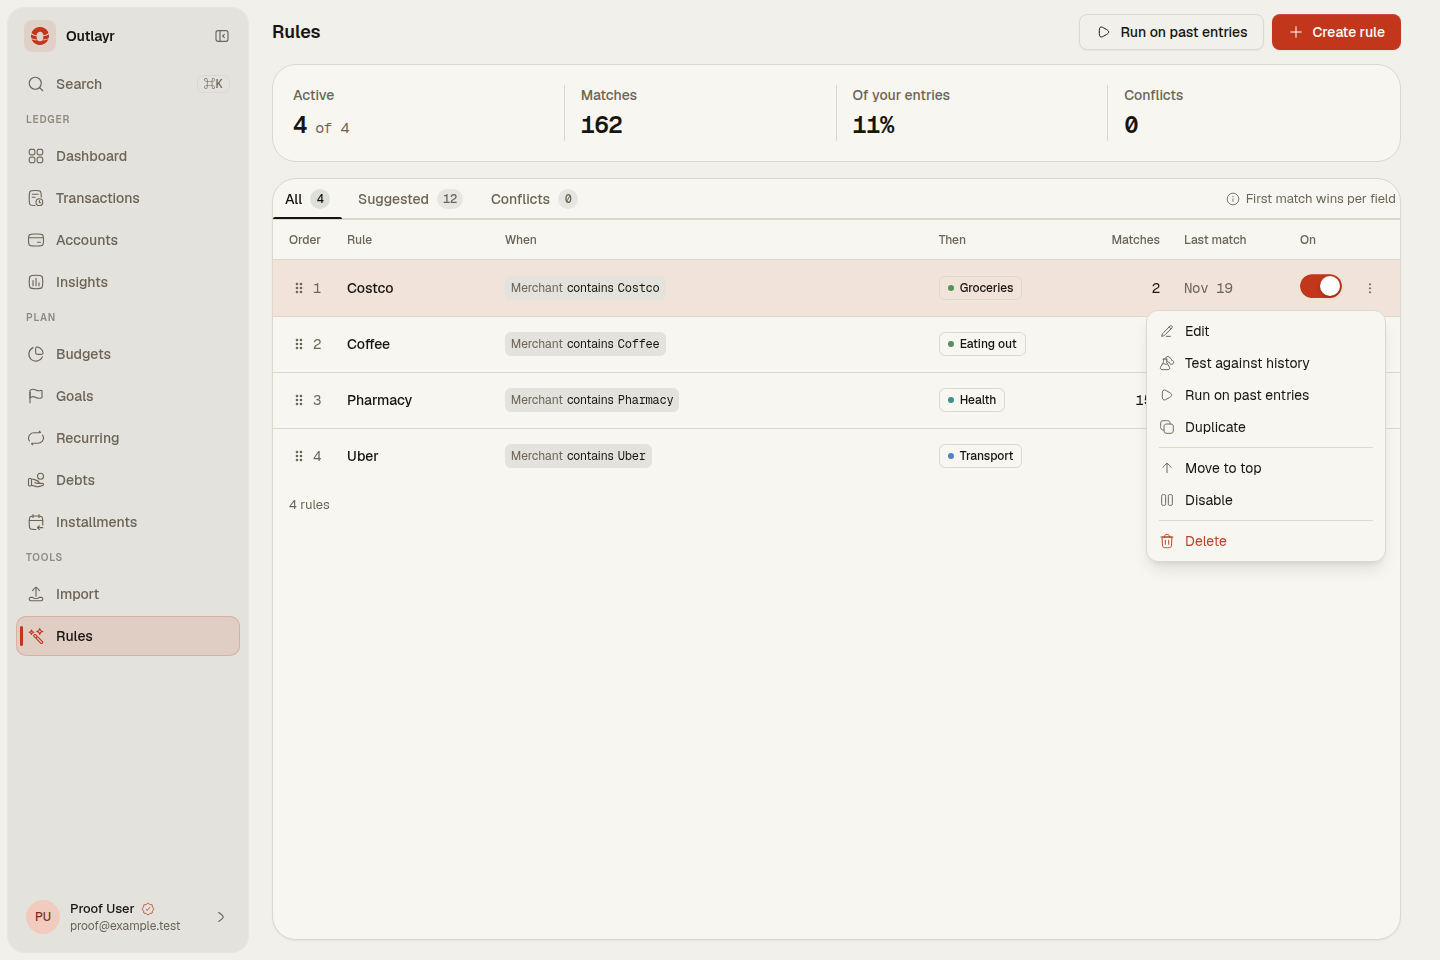 Outlayr
Search ⌘K
LEDGER
Dashboard
Transactions
Accounts
Insights
PLAN
Budgets
Goals
Recurring
Debts
Installments
TOOLS
Import
Rules
PU
Proof User
proof@example.test
Rules
Run on past entries
Create rule
Active
4 of 4
Matches
162
Of your entries
11%
Conflicts
0
All 4 Suggested 12 Conflicts 0 First match wins per field
Order Rule When Then Matches Last match On
1 Costco Merchant contains Costco Groceries 2 Nov 19
2 Coffee Merchant contains Coffee Eating out
3 Pharmacy Merchant contains Pharmacy Health
4 Uber Merchant contains Uber Transport
4 rules
Edit
Test against history
Run on past entries
Duplicate
Move to top
Disable
Delete